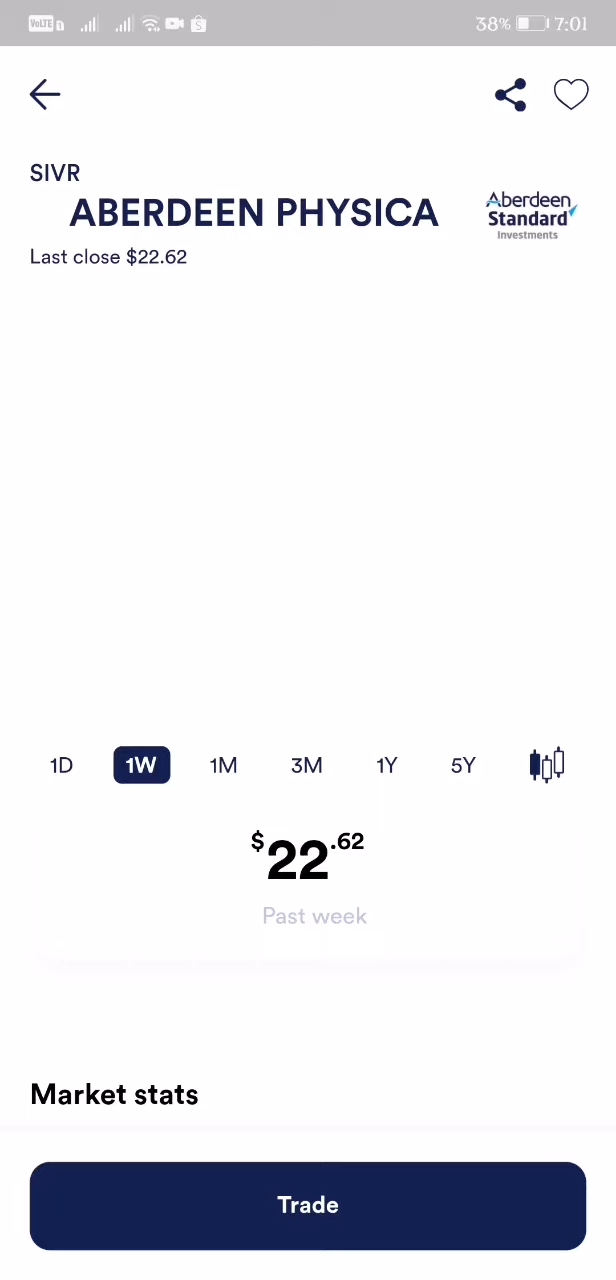 VoLTE 38% 7:01
SIVR
ABERDEEN PHYSICA
Aberdeen
Standard
Investments
Last close $22.62
1D 1W 1M 3M 1Y 5Y
$22.62
Past week
Market stats
Trade